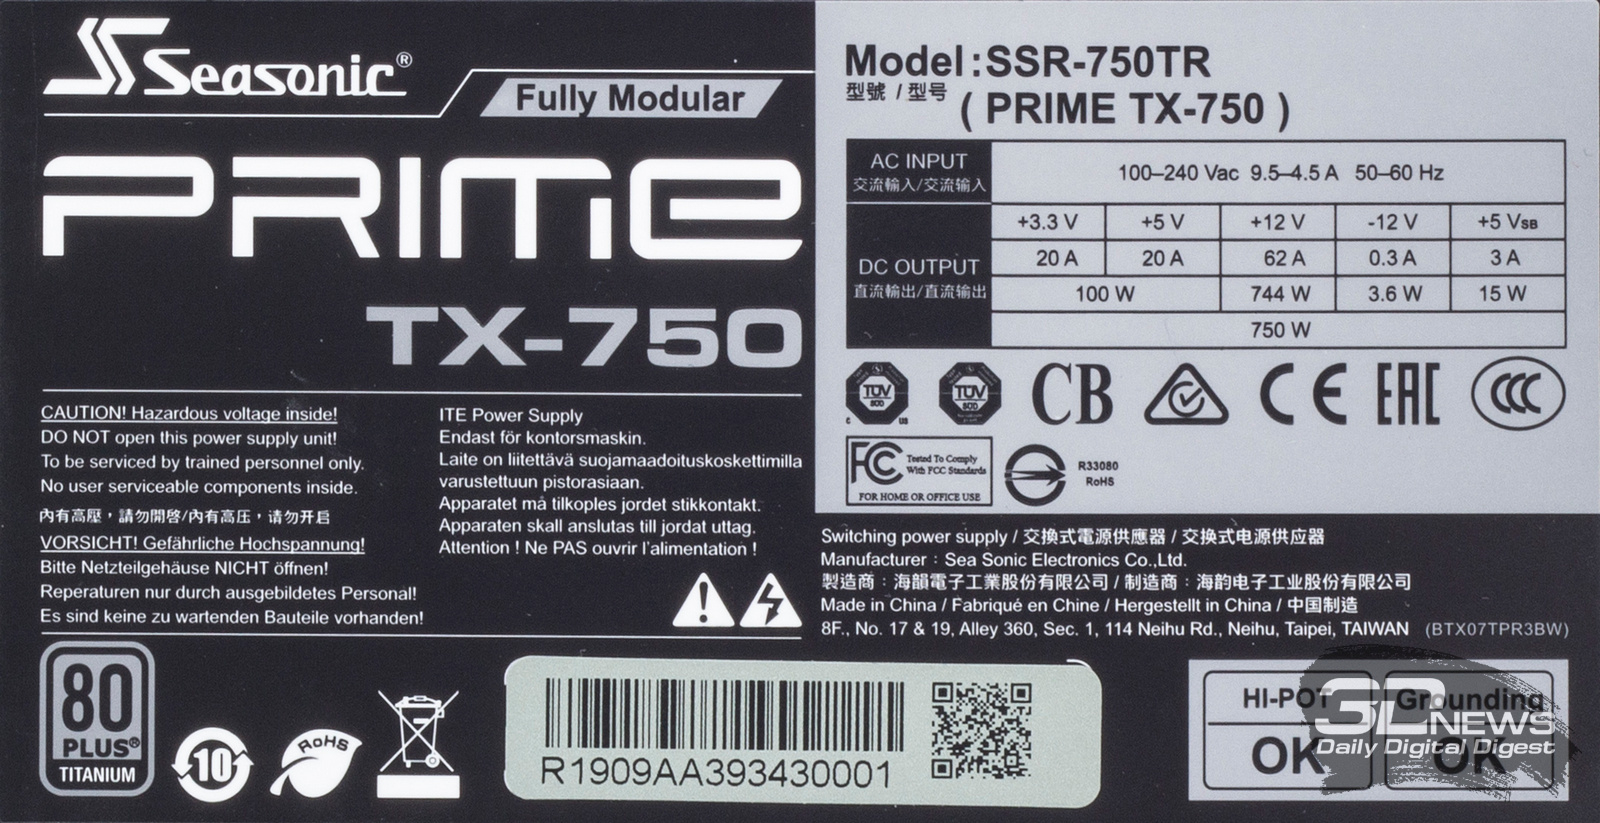 Seasonic®
Fully Modular
PRIME
TX-750
CAUTION! Hazardous voltage inside!
DO NOT open this power supply unit!
To be serviced by trained personnel only.
No user serviceable components inside.
內有高壓，請勿開啓/内有高压，请勿开启
VORSICHT! Gefährliche Hochspannung!
Bitte Netzteilgehäuse NICHT öffnen!
Reperaturen nur durch ausgebildetes Personal!
Es sind keine zu wartenden Bauteile vorhanden!
ITE Power Supply
Endast för kontorsmaskin.
Laite on liitettävä suojamaadoituskoskettimilla
varustettuun pistorasiaan.
Apparatet må tilkoples jordet stikkontakt.
Apparaten skall anslutas till jordat uttag.
Attention ! Ne PAS ouvrir l'alimentation !
80
PLUS®
TITANIUM
10
RoHS
R1909AA393430001
Model:SSR-750TR
型號 / 型号
( PRIME TX-750 )
AC INPUT
交流輸入/交流输入
100–240 Vac 9.5–4.5 A 50–60 Hz
DC OUTPUT
直流輸出/直流输出
+3.3 V +5 V +12 V -12 V +5 VSB
20 A 20 A 62 A 0.3 A 3 A
100 W 744 W 3.6 W 15 W
750 W
TÜV SÜD TÜV SÜD CB CE EAC CCC
C US
FC Tested To Comply
With FCC Standards
FOR HOME OR OFFICE USE
R33080
RoHS
Switching power supply / 交換式電源供應器 / 交换式电源供应器
Manufacturer : Sea Sonic Electronics Co.,Ltd.
製造商 : 海韻電子工業股份有限公司 / 制造商 : 海韵电子工业股份有限公司
Made in China / Fabriqué en Chine / Hergestellt in China / 中国制造
8F., No. 17 & 19, Alley 360, Sec. 1, 114 Neihu Rd., Neihu, Taipei, TAIWAN (BTX07TPR3BW)
HI-POT Grounding
OK OK
3DNEWS
Daily Digital Digest